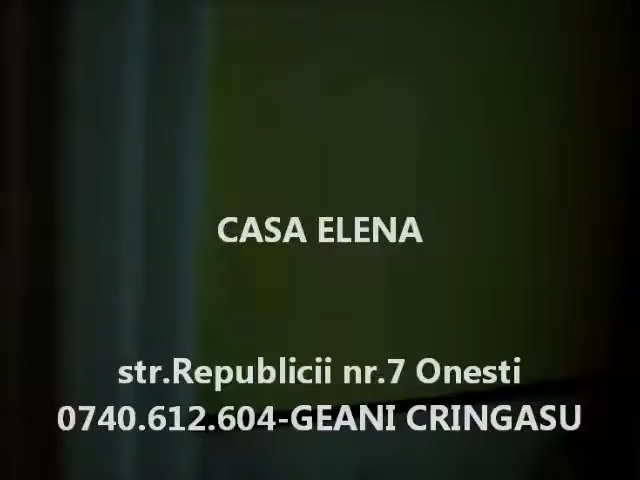 CASA ELENA
str.Republicii nr.7 Onesti
0740.612.604-GEANI CRINGASU